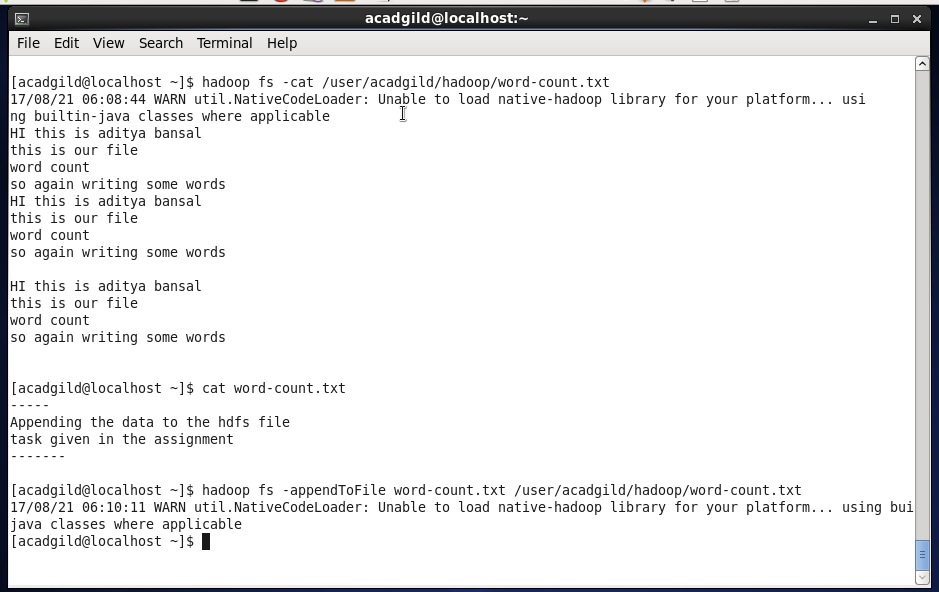 acadgild@localhost:~
File Edit View Search Terminal Help
[acadgild@localhost ~]$ hadoop fs -cat /user/acadgild/hadoop/word-count.txt
17/08/21 06:08:44 WARN util.NativeCodeLoader: Unable to load native-hadoop library for your platform... usi
ng builtin-java classes where applicable
HI this is aditya bansal
this is our file
word count
so again writing some words
HI this is aditya bansal
this is our file
word count
so again writing some words
HI this is aditya bansal
this is our file
word count
so again writing some words
[acadgild@localhost ~]$ cat word-count.txt
-----
Appending the data to the hdfs file
task given in the assignment
-------
[acadgild@localhost ~]$ hadoop fs -appendToFile word-count.txt /user/acadgild/hadoop/word-count.txt
17/08/21 06:10:11 WARN util.NativeCodeLoader: Unable to load native-hadoop library for your platform... using bui
java classes where applicable
[acadgild@localhost ~]$